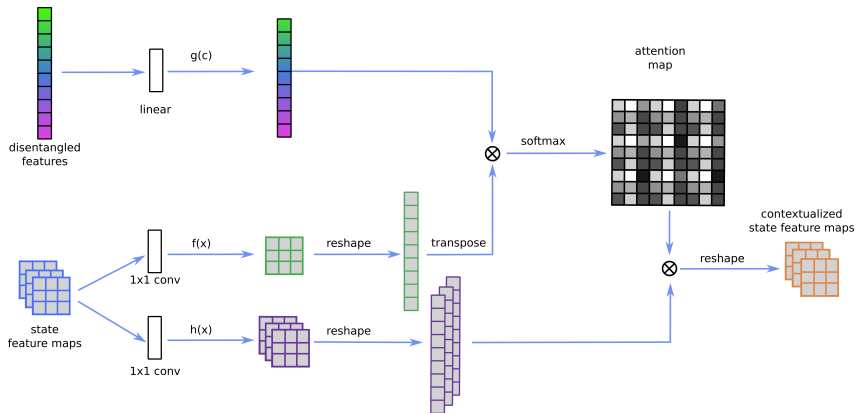 g(c)
linear
disentangled
features
attention
map
softmax
f(x)
reshape
transpose
1x1 conv
contextualized
state feature maps
reshape
state
feature maps
h(x)
reshape
1x1 conv